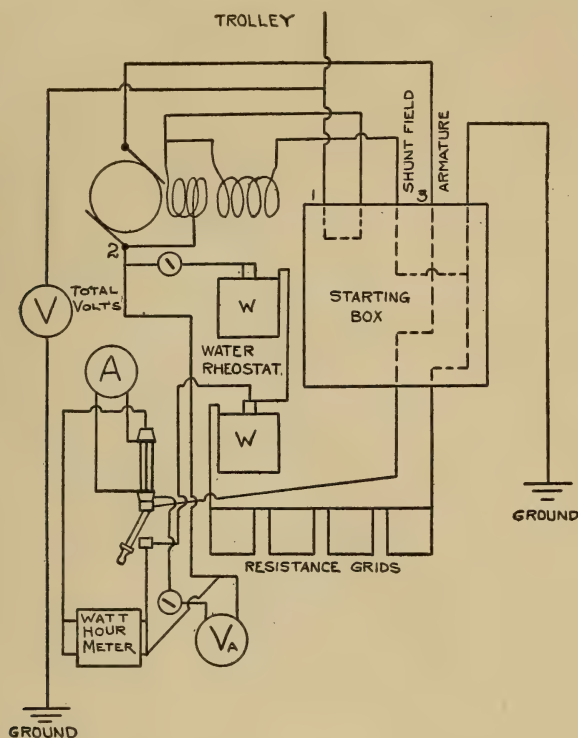 TROLLEY
SHUNT FIELD
ARMATURE
1
3
2
V
TOTAL
VOLTS
W
STARTING
BOX
WATER
RHEOSTAT.
A
W
GROUND
RESISTANCE GRIDS
WATT
HOUR
METER
VA
GROUND